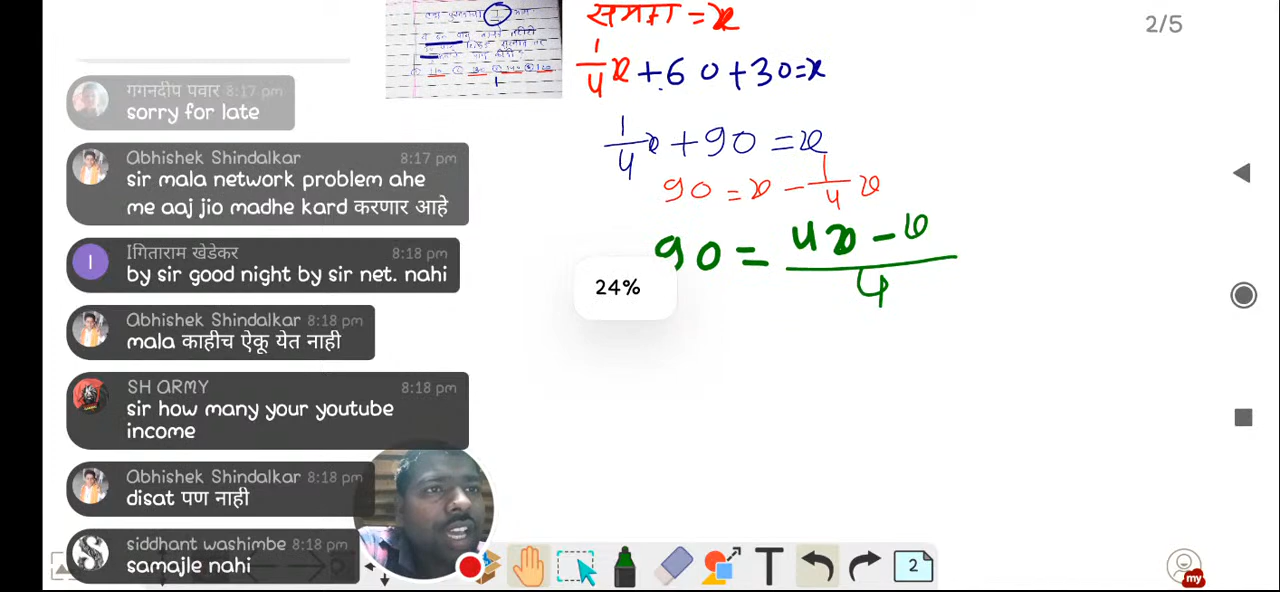 2/5
समजा = x
1/4 x + 60 + 30 = x
1/4 x + 90 = x
90 = x - 1/4 x
90 = 4x - x / 4
24%
गगनदीप पवार 8:17 pm
sorry for late
Abhishek Shindalkar 8:17 pm
sir mala network problem ahe
me aaj jio madhe kard करणार आहे
Iगिताराम खेडेकर 8:18 pm
I
by sir good night by sir net. nahi
Abhishek Shindalkar 8:18 pm
mala काहीच ऐकू येत नाही
SH ARMY 8:18 pm
sir how many your youtube
income
Abhishek Shindalkar 8:18 pm
disat पण नाही
siddhant washimbe 8:18 pm
samajle nahi
T
2
my